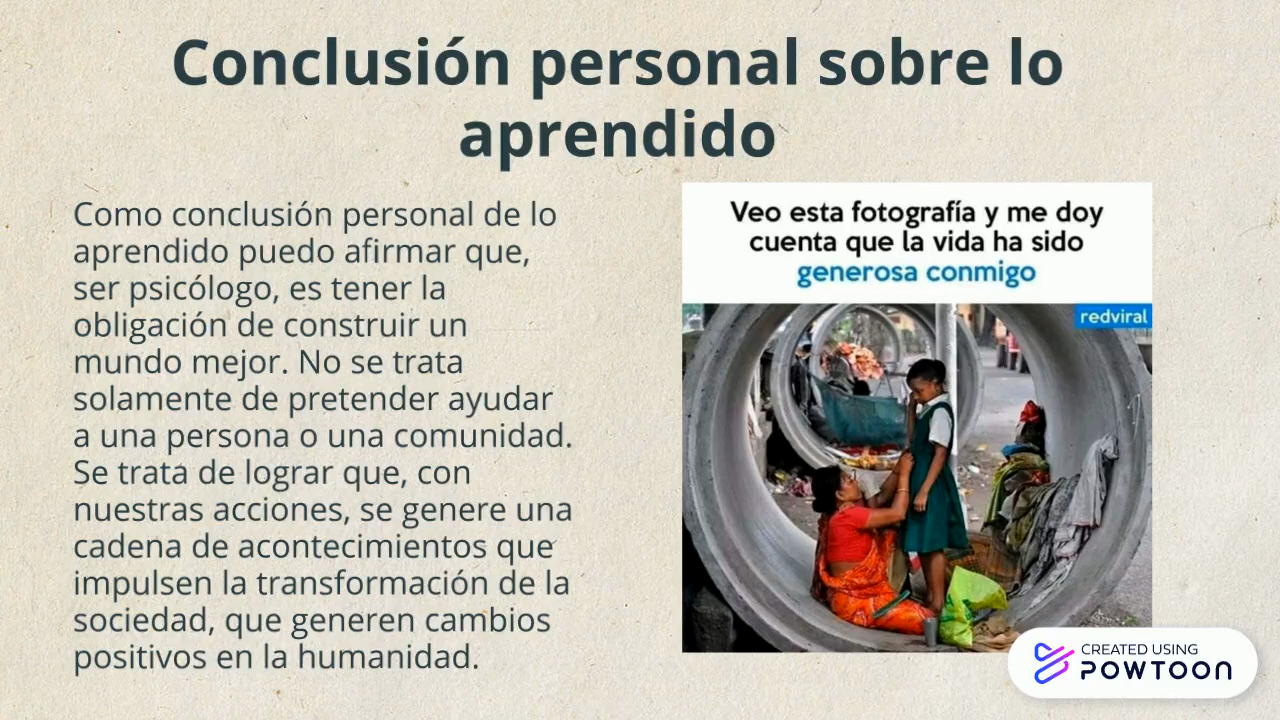 Conclusión personal sobre lo
aprendido
Como conclusión personal de lo
aprendido puedo afirmar que,
ser psicólogo, es tener la
obligación de construir un
mundo mejor. No se trata
solamente de pretender ayudar
a una persona o una comunidad.
Se trata de lograr que, con
nuestras acciones, se genere una
cadena de acontecimientos que
impulsen la transformación de la
sociedad, que generen cambios
positivos en la humanidad.
Veo esta fotografía y me doy
cuenta que la vida ha sido
generosa conmigo
redviral
CREATED USING
POWTOON